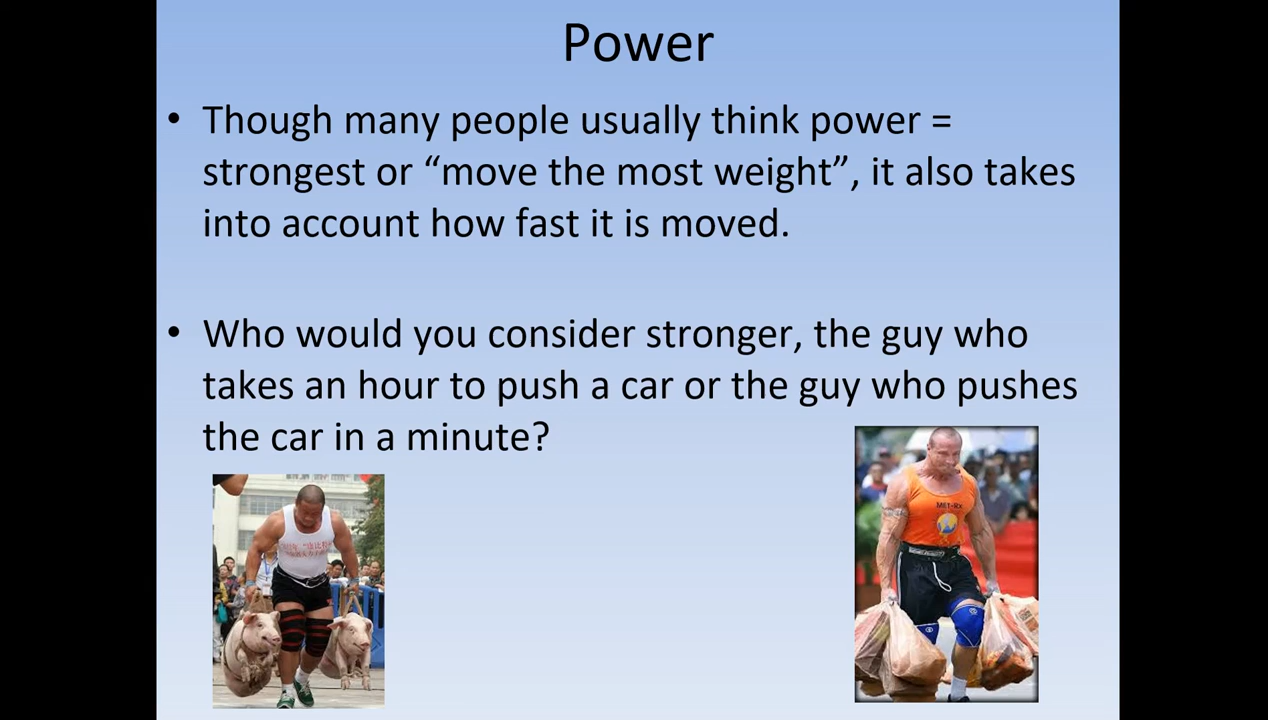 Power
• Though many people usually think power =
strongest or “move the most weight”, it also takes
into account how fast it is moved.
• Who would you consider stronger, the guy who
takes an hour to push a car or the guy who pushes
the car in a minute?
MET-RX